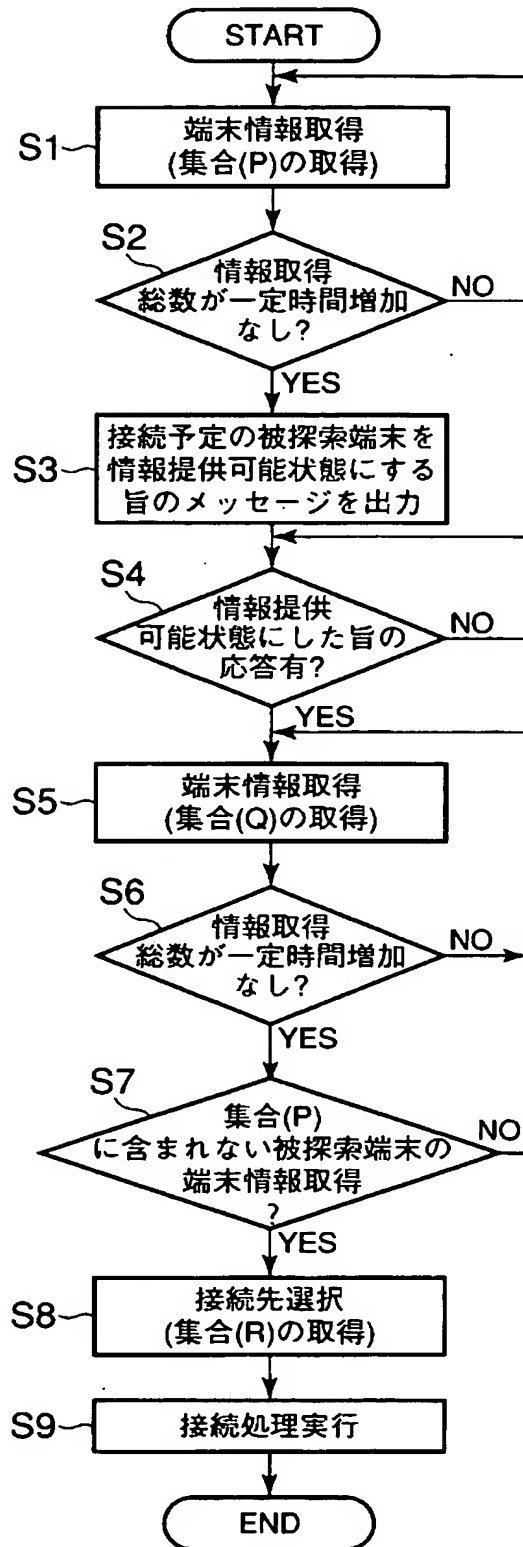 START
S1
端末情報取得
(集合(P)の取得)
S2
情報取得
総数が一定時間増加
なし?
NO
YES
S3
接続予定の被探索端末を
情報提供可能状態にする
旨のメッセージを出力
S4
情報提供
可能状態にした旨の
応答有?
NO
YES
S5
端末情報取得
(集合(Q)の取得)
S6
情報取得
総数が一定時間増加
なし?
NO
YES
S7
集合(P)
に含まれない被探索端末の
端末情報取得
?
NO
YES
S8
接続先選択
(集合(R)の取得)
S9
接続処理実行
END